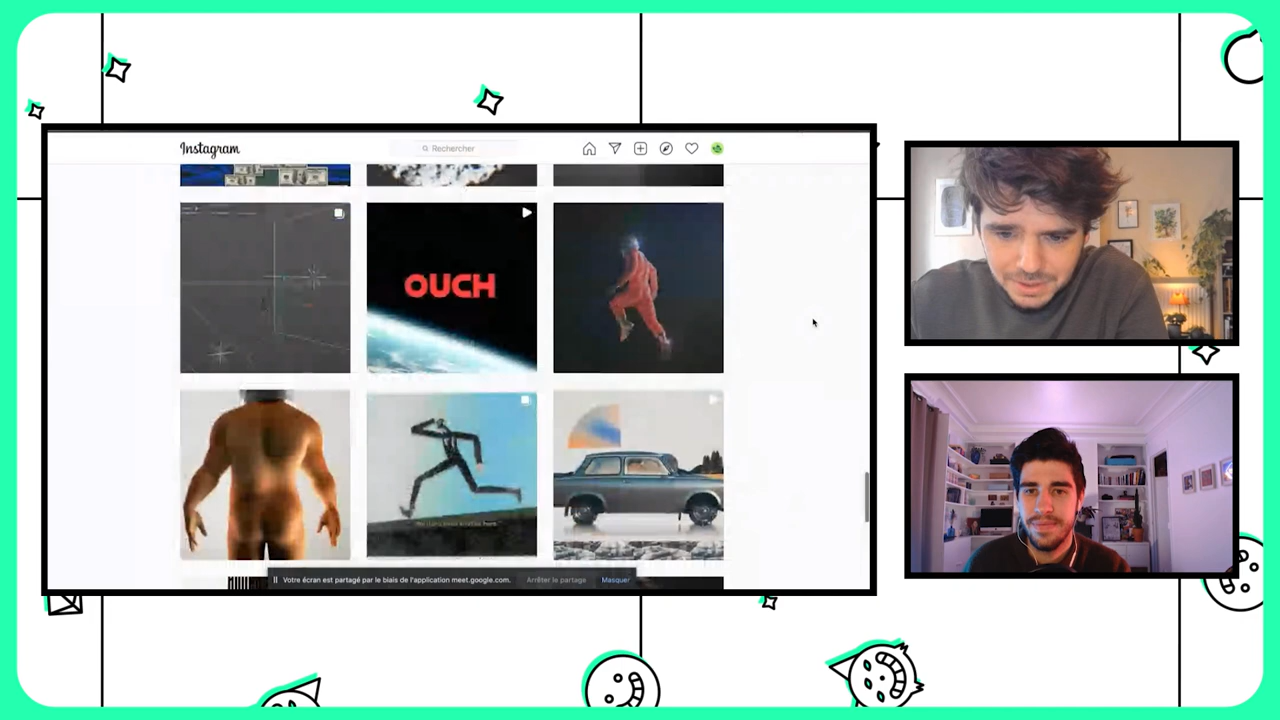 Instagram
Rechercher
OUCH
Votre écran est partagé par le biais de l'application meet.google.com.
Arrêter le partage
Masquer